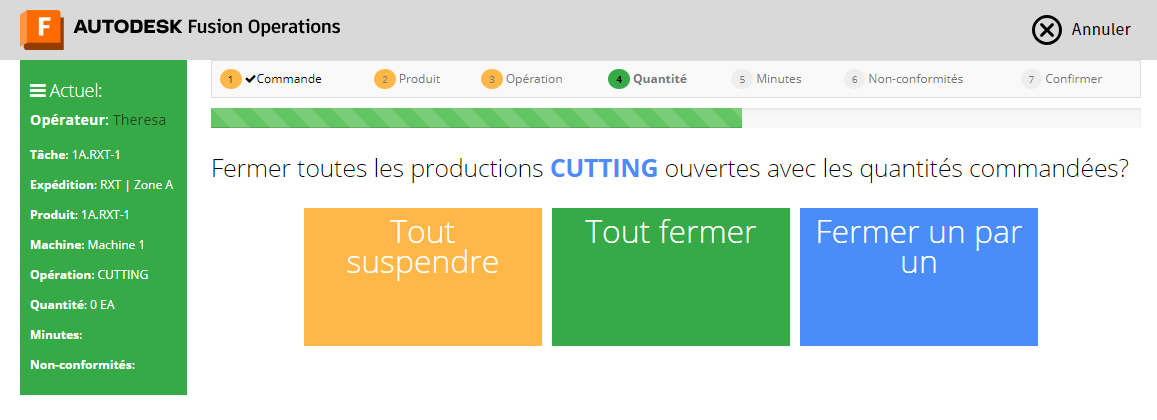 F AUTODESK Fusion Operations
Annuler
Actuel:
Opérateur: Theresa
Tâche: 1A.RXT-1
Expédition: RXT | Zone A
Produit: 1A.RXT-1
Machine: Machine 1
Opération: CUTTING
Quantité: 0 EA
Minutes:
Non-conformités:
1 Commande 2 Produit 3 Opération 4 Quantité 5 Minutes 6 Non-conformités 7 Confirmer
Fermer toutes les productions CUTTING ouvertes avec les quantités commandées?
Tout
suspendre
Tout fermer
Fermer un par
un